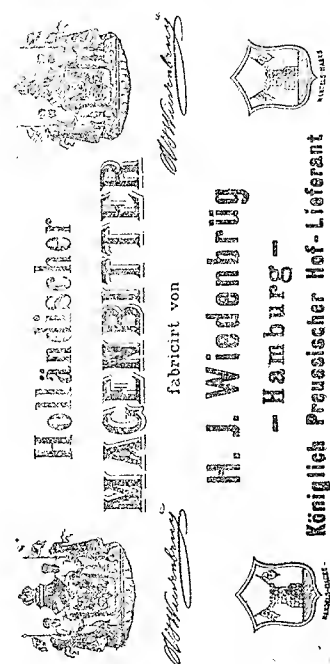 Holländischer
MAGENBITTER
fabricirt von
H. J. Wiedenbrüg
- Hamburg -
Königlich Preussischer Hof-Lieferant